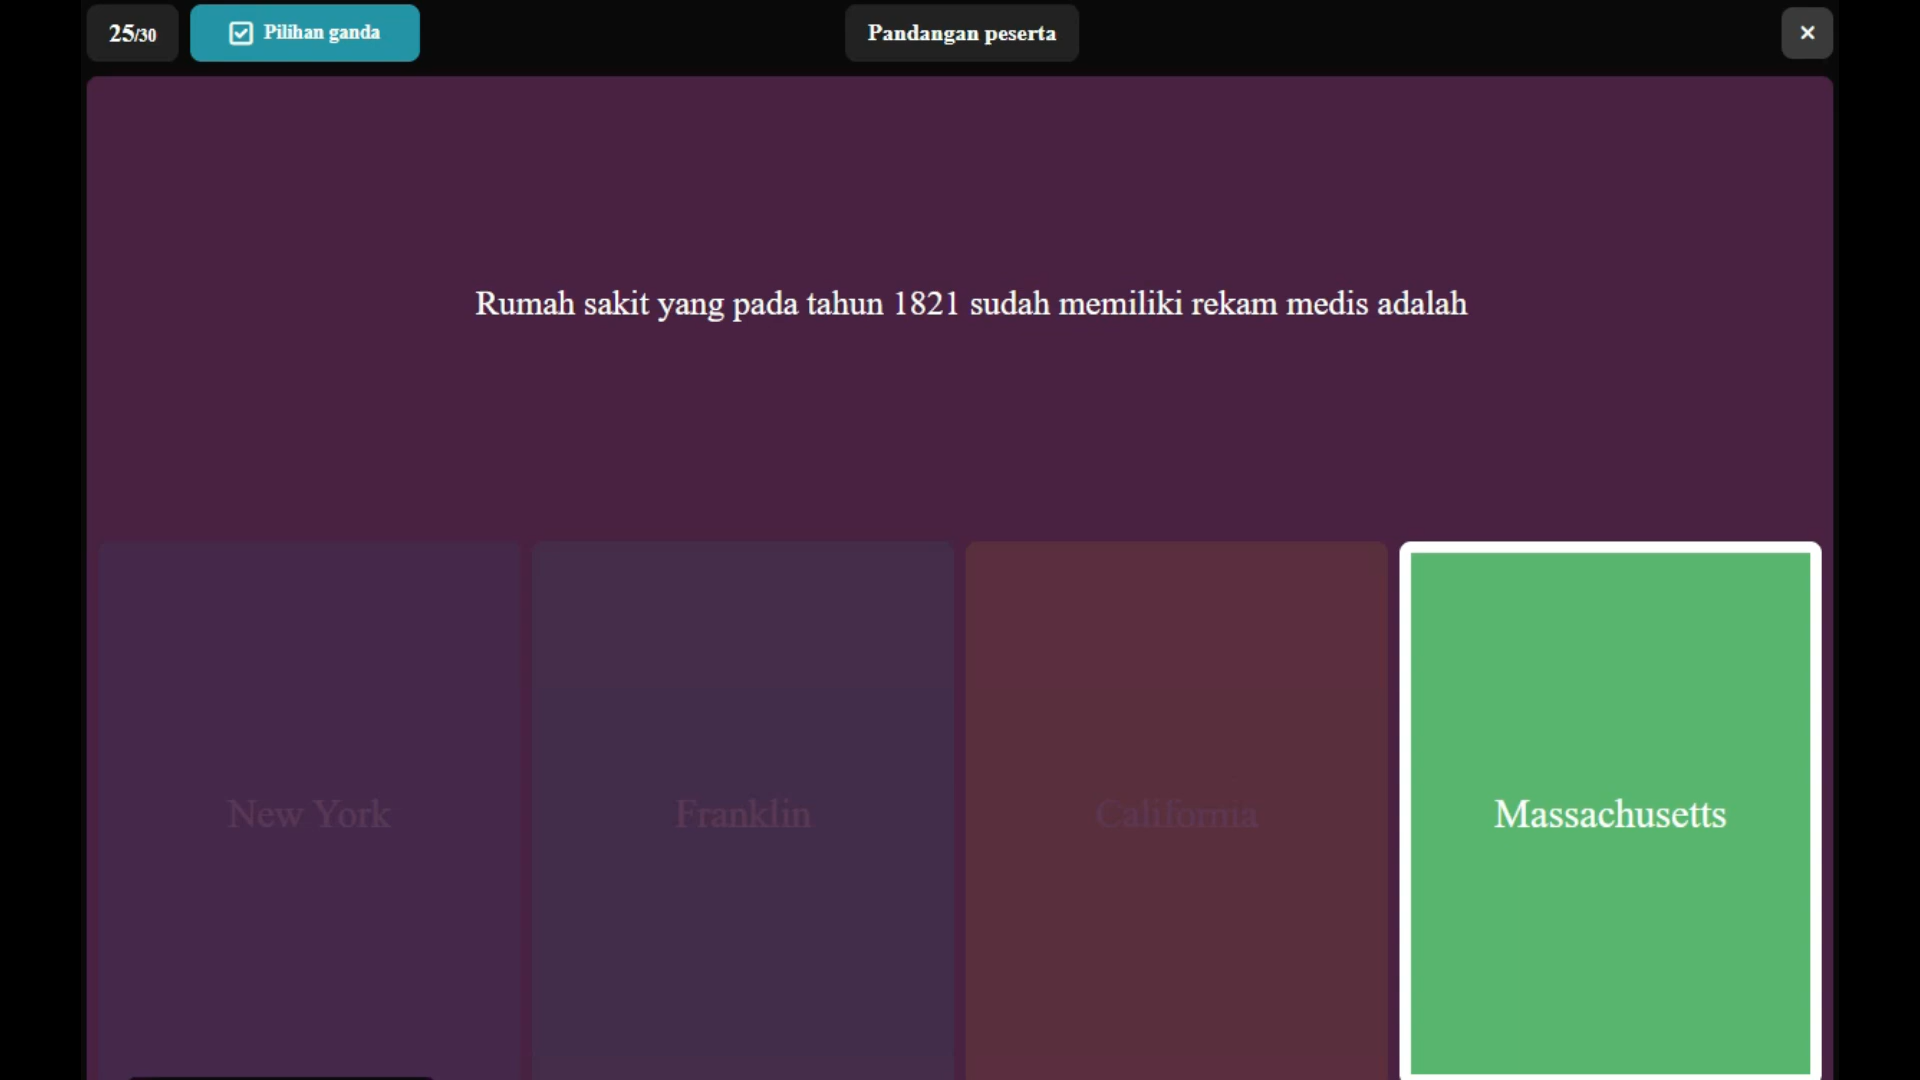 25/30
Pilihan ganda
Pandangan peserta
×
Rumah sakit yang pada tahun 1821 sudah memiliki rekam medis adalah
New York
Franklin
California
Massachusetts